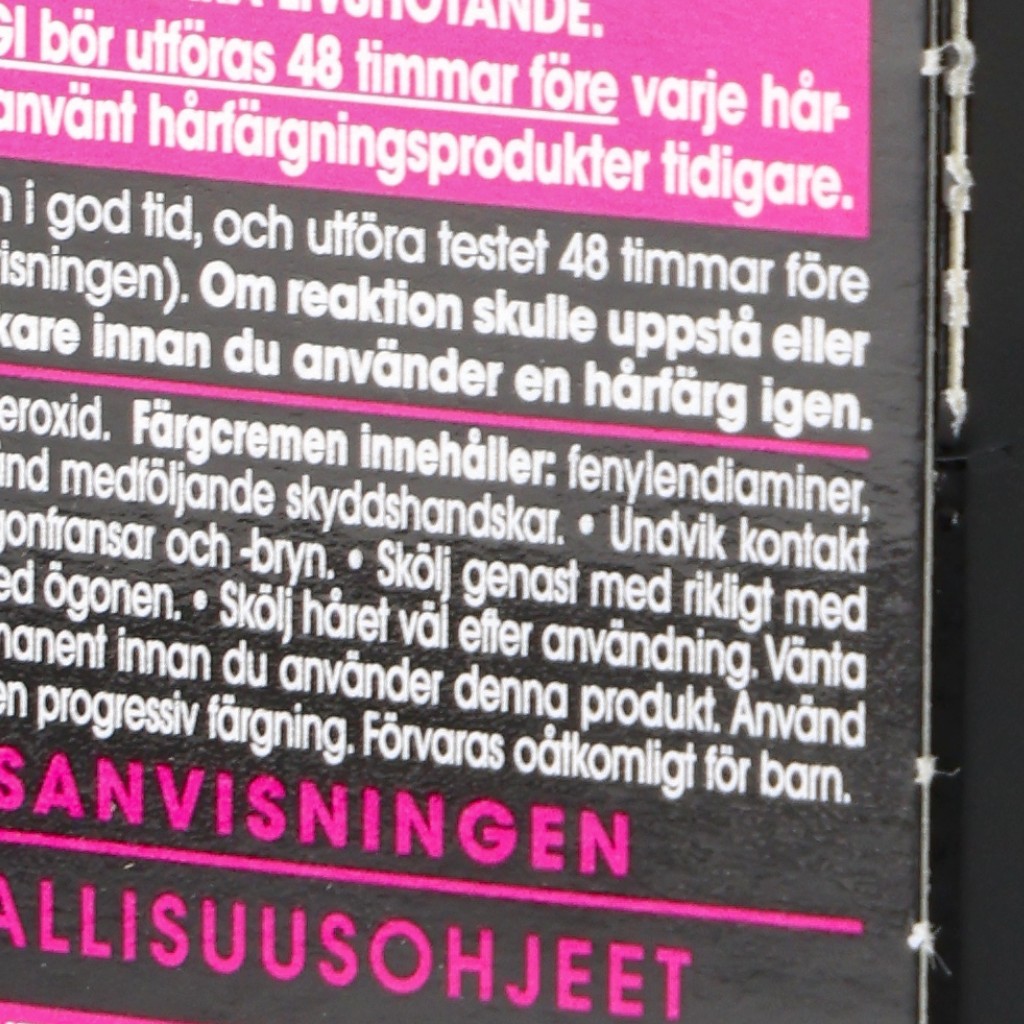 LIVSHOTANDE.
bör utföras 48 timmar före varje hår-
använt hårfärgningsprodukter tidigare.
i god tid, och utföra testet 48 timmar före
isningen). Om reaktion skulle uppstå eller
kare innan du använder en hårfärg igen.
eroxid. Färgcremen innehåller: fenylendiaminer,
änd medföljande skyddshandskar. • Undvik kontakt
gonfransar och -bryn. • Skölj genast med rikligt med
ed ögonen. • Skölj håret väl efter användning. Vänta
manent innan du använder denna produkt. Använd
en progressiv färgning. Förvaras oåtkomligt för barn.
SANVISNINGEN
ALLISUUSOHJEET